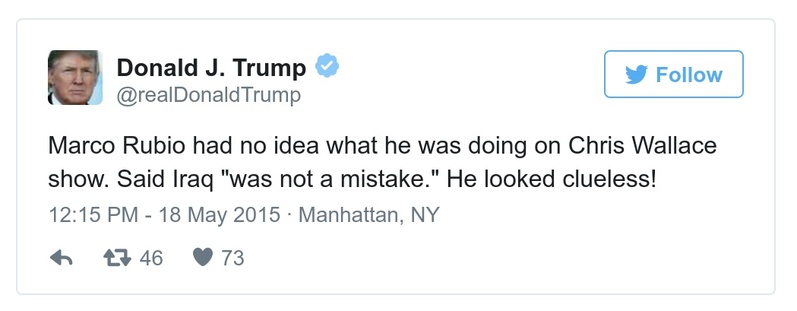 Donald J. Trump
@realDonaldTrump
Follow
Marco Rubio had no idea what he was doing on Chris Wallace
show. Said Iraq "was not a mistake." He looked clueless!
12:15 PM - 18 May 2015 · Manhattan, NY
46 73